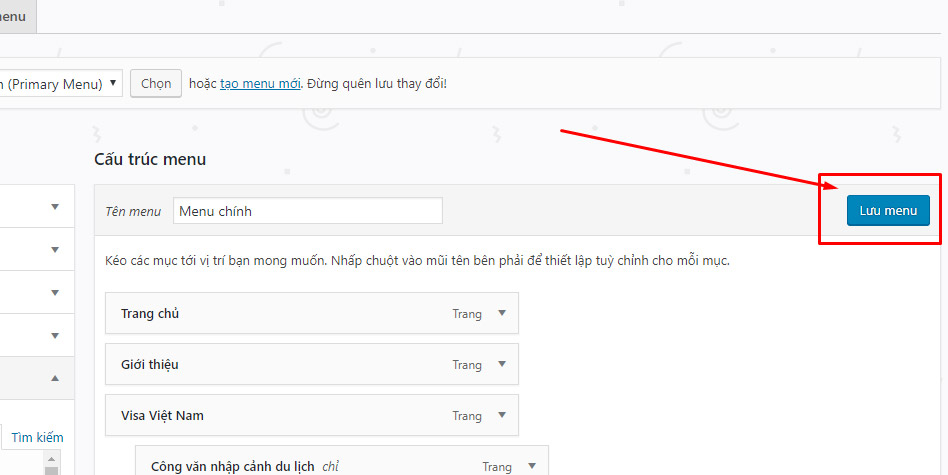 enu
(Primary Menu) Chọn hoặc tạo menu mới. Đừng quên lưu thay đổi!
Cấu trúc menu
Tên menu Menu chính Lưu menu
Kéo các mục tới vị trí bạn mong muốn. Nhấp chuột vào mũi tên bên phải để thiết lập tuỳ chỉnh cho mỗi mục.
Trang chủ Trang
Giới thiệu Trang
Visa Việt Nam Trang
Tìm kiếm
Công văn nhập cảnh du lịch chỉ Trang